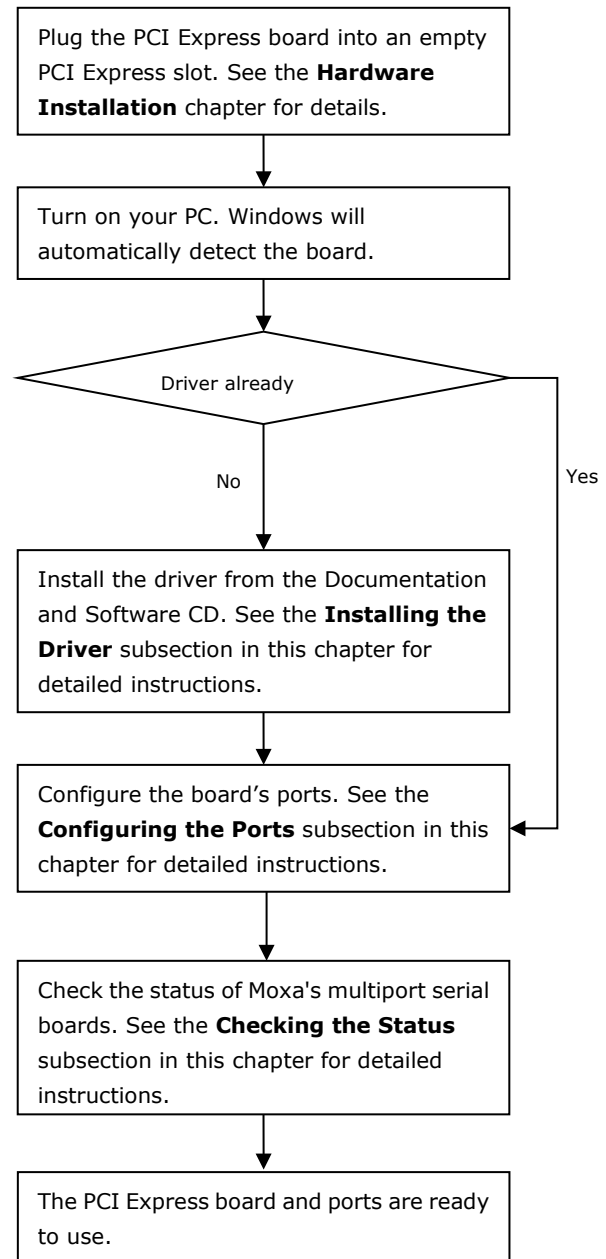 Plug the PCI Express board into an empty
PCI Express slot. See the Hardware
Installation chapter for details.
Turn on your PC. Windows will
automatically detect the board.
Driver already
No
Yes
Install the driver from the Documentation
and Software CD. See the Installing the
Driver subsection in this chapter for
detailed instructions.
Configure the board’s ports. See the
Configuring the Ports subsection in this
chapter for detailed instructions.
Check the status of Moxa's multiport serial
boards. See the Checking the Status
subsection in this chapter for detailed
instructions.
The PCI Express board and ports are ready
to use.